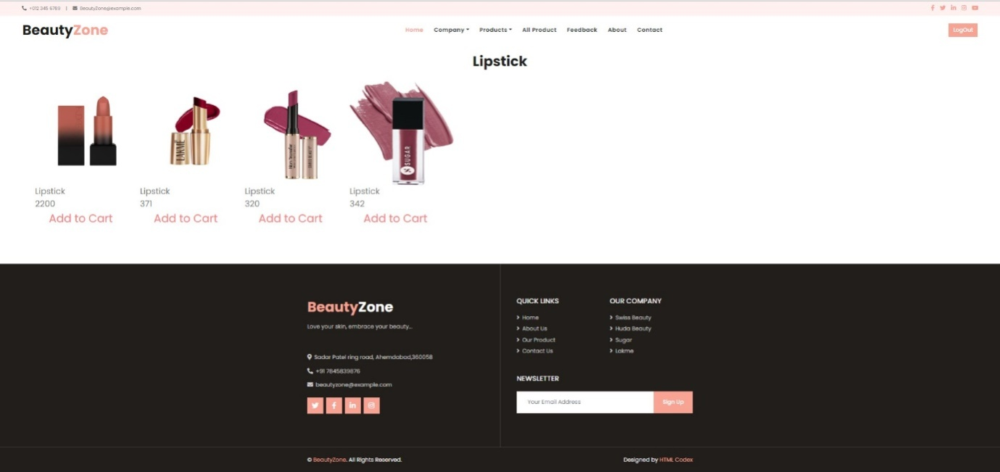 +012 345 6789 | BeautyZone@example.com
BeautyZone
Home Company Products All Product Feedback About Contact
LogOut
Lipstick
LAKMÉ
SUGAR
Lipstick
2200
Add to Cart
Lipstick
371
Add to Cart
Lipstick
320
Add to Cart
Lipstick
342
Add to Cart
BeautyZone
Love your skin, embrace your beauty...
Sadar Patel ring road, Ahemdabad,360058
+91 7845839876
beautyzone@example.com
QUICK LINKS
Home
About Us
Our Product
Contact Us
OUR COMPANY
Swiss Beauty
Huda Beauty
Sugar
Lakme
NEWSLETTER
Your Email Address
Sign Up
© BeautyZone. All Rights Reserved.
Designed by HTML Codex